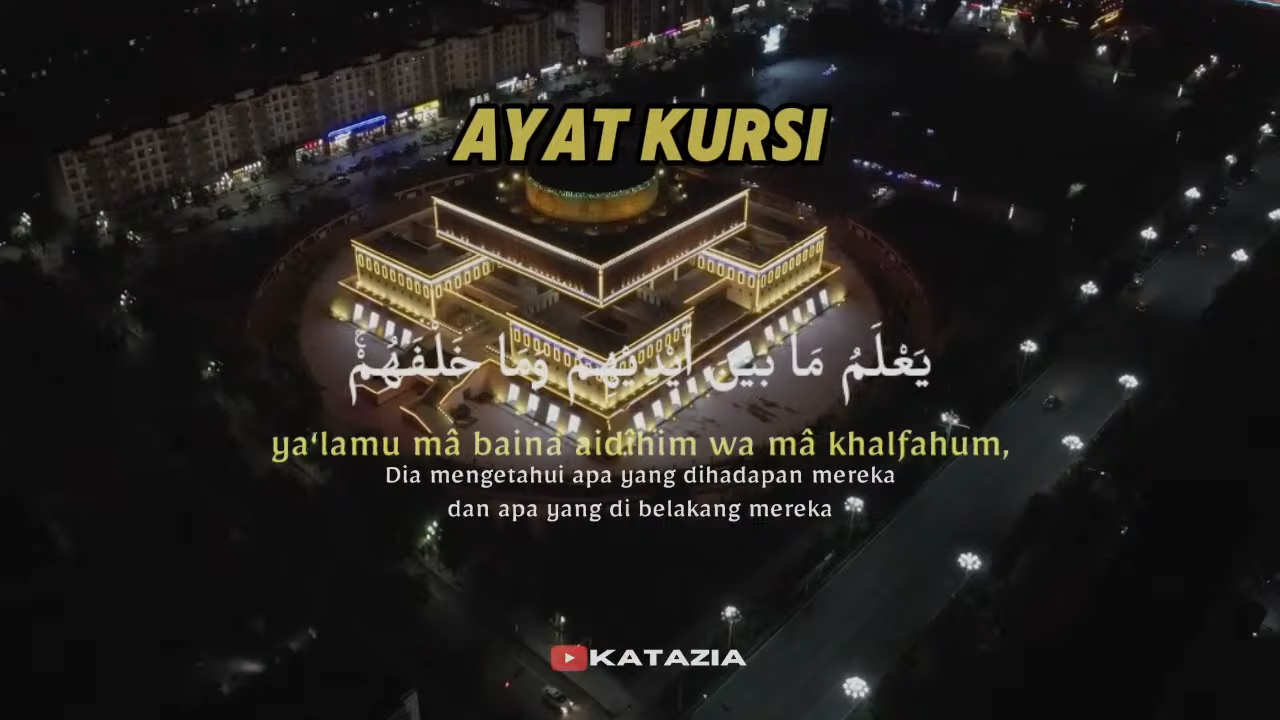 AYAT KURSI
يَعْلَمُ مَا بَيْنَ أَيْدِيْهِمْ وَمَا خَلْفَهُمْۚ
ya‘lamu mâ baina aidîhim wa mâ khalfahum,
Dia mengetahui apa yang dihadapan mereka
dan apa yang di belakang mereka
KATAZIA